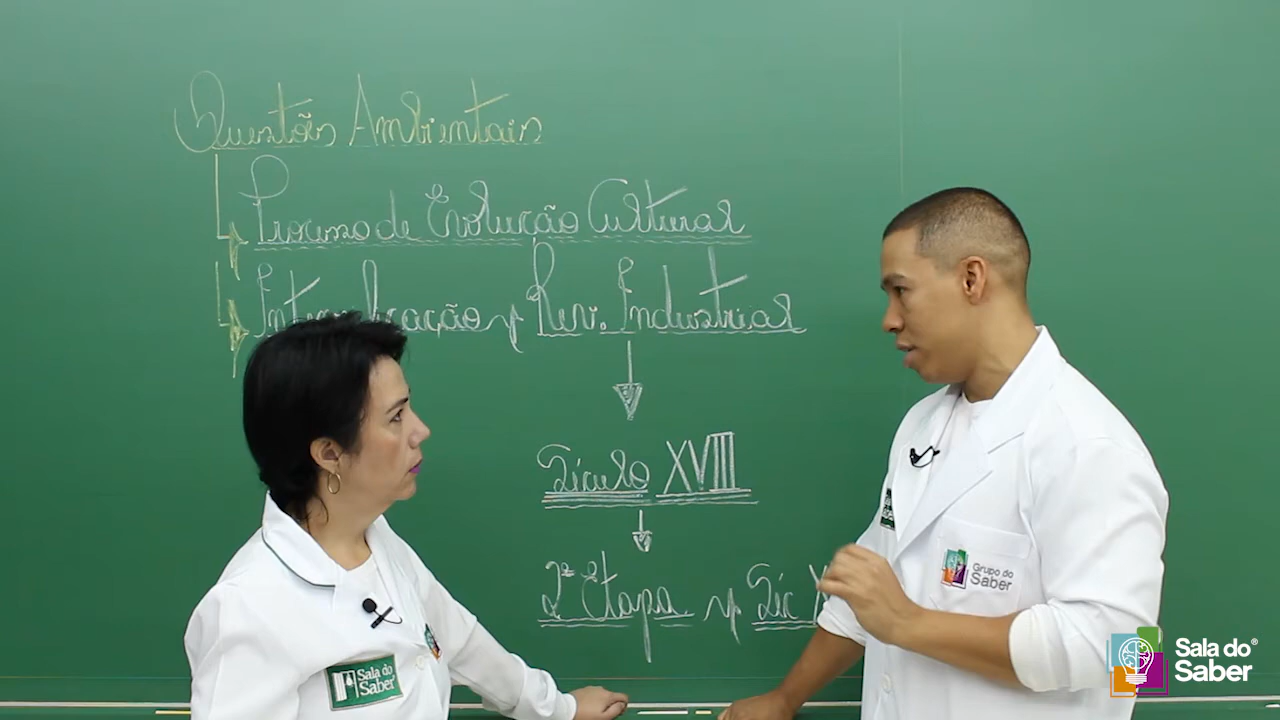 Questões Ambientais
Processo de Evolução Cultural
Intensificação Rev. Industrial
Século XVIII
2ª Etapa Séc
Sala do
Saber
Grupo do
Saber
Sala do®
Saber